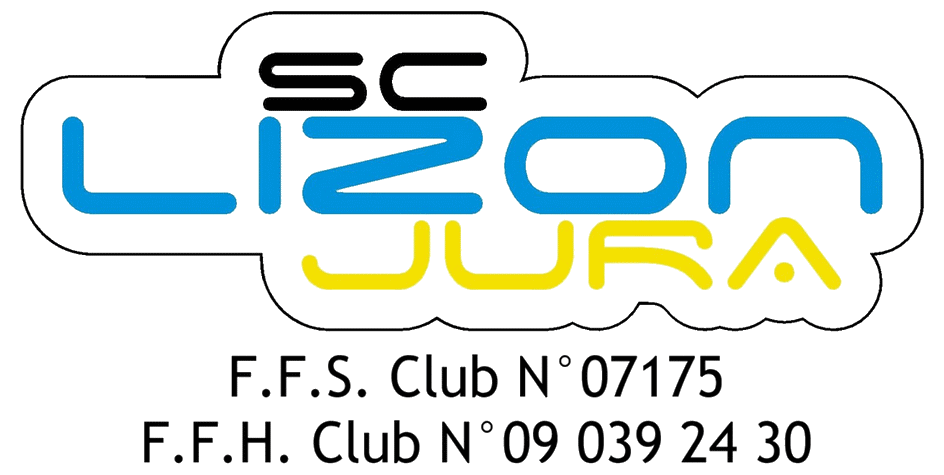 SC
LIZON
JURA
F.F.S. Club N°07175
F.F.H. Club N°09 039 24 30